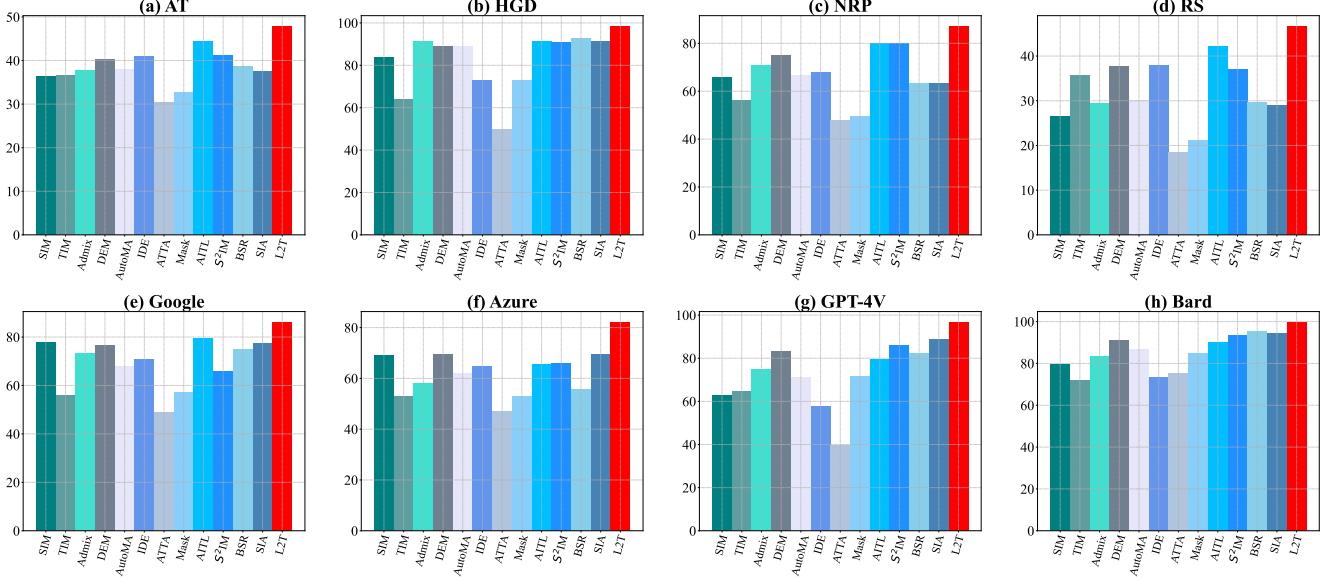 (a) AT
50
40
30
20
10
0
SIM TIM Admix DEM AutoMA IDE ATTA Mask AITL S²IM BSR SIA L2T
(b) HGD
100
80
60
40
20
0
SIM TIM Admix DEM AutoMA IDE ATTA Mask AITL S²IM BSR SIA L2T
(c) NRP
80
60
40
20
0
SIM TIM Admix DEM AutoMA IDE ATTA Mask AITL S²IM BSR SIA L2T
(d) RS
40
30
20
10
0
SIM TIM Admix DEM AutoMA IDE ATTA Mask AITL S²IM BSR SIA L2T
(e) Google
80
60
40
20
0
SIM TIM Admix DEM AutoMA IDE ATTA Mask AITL S²IM BSR SIA L2T
(f) Azure
80
60
40
20
0
SIM TIM Admix DEM AutoMA IDE ATTA Mask AITL S²IM BSR SIA L2T
(g) GPT-4V
100
80
60
40
20
0
SIM TIM Admix DEM AutoMA IDE ATTA Mask AITL S²IM BSR SIA L2T
(h) Bard
100
80
60
40
20
0
SIM TIM Admix DEM AutoMA IDE ATTA Mask AITL S²IM BSR SIA L2T